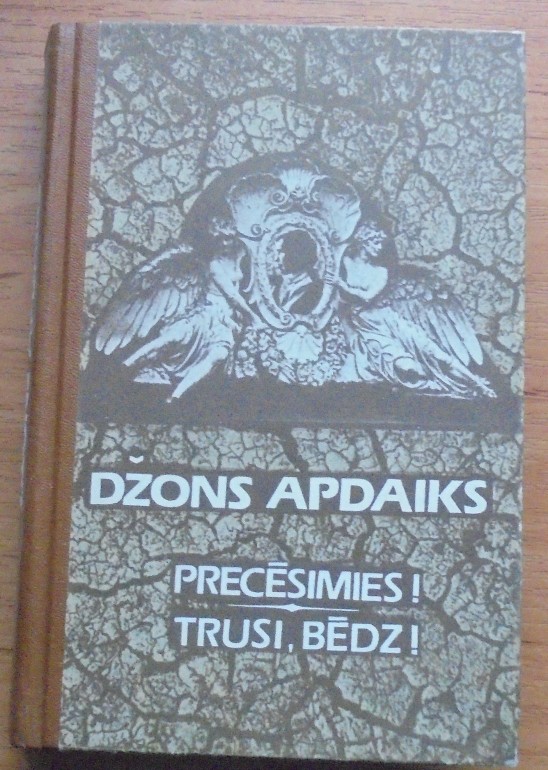 DŽONS APDAIKS
PRECĒSIMIES!
TRUSI, BĒDZ!